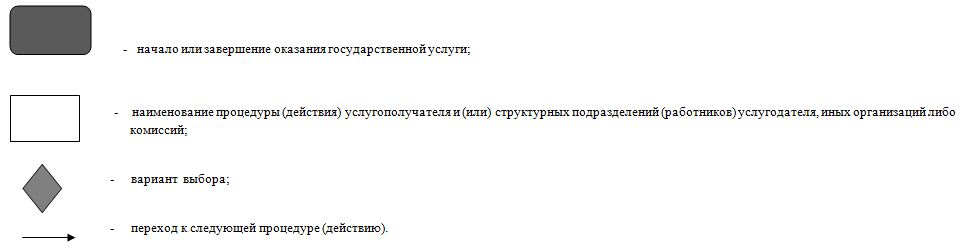 - начало или завершение оказания государственной услуги;
- наименование процедуры (действия) услугополучателя и (или) структурных подразделений (работников) услугодателя, иных организаций либо
комиссий;
- вариант выбора;
- переход к следующей процедуре (действию).